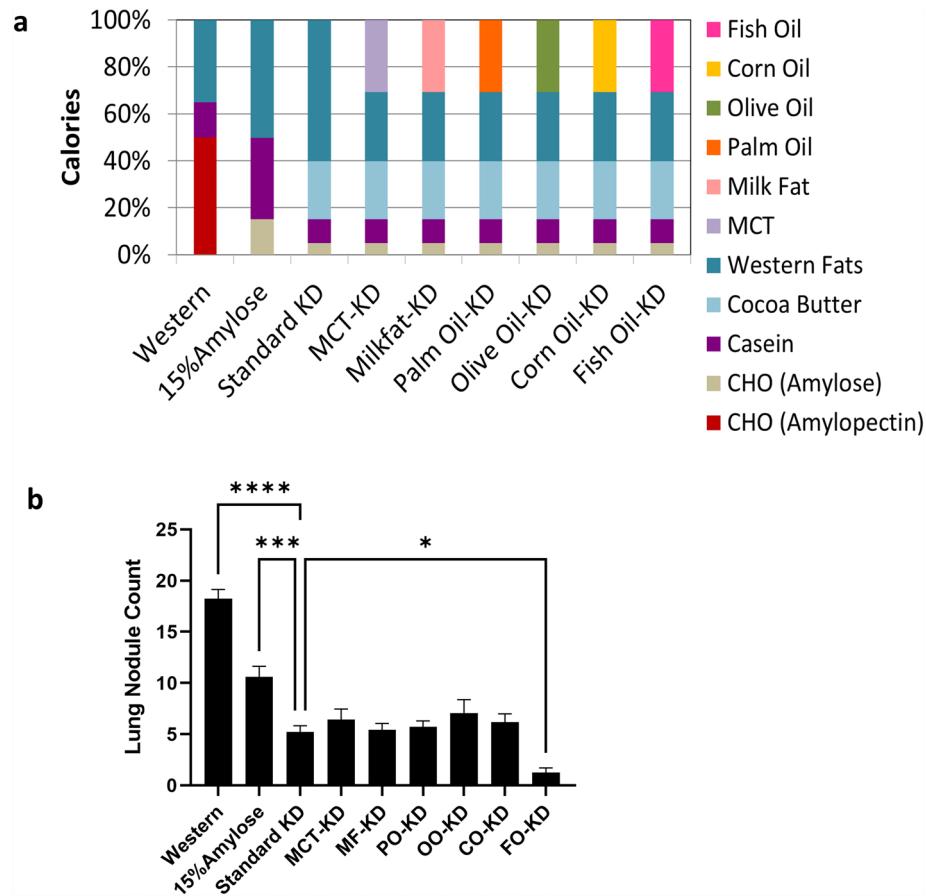 a
100%
80%
60%
40%
20%
0%
Calories
Western
15%Amylose
Standard KD
MCT-KD
Milkfat-KD
Palm Oil-KD
Olive Oil-KD
Corn Oil-KD
Fish Oil-KD
Fish Oil
Corn Oil
Olive Oil
Palm Oil
Milk Fat
MCT
Western Fats
Cocoa Butter
Casein
CHO (Amylose)
CHO (Amylopectin)
b
****
***
*
25
20
15
10
5
0
Lung Nodule Count
Western
15%Amylose
Standard KD
MCT-KD
MF-KD
PO-KD
OO-KD
CO-KD
FO-KD